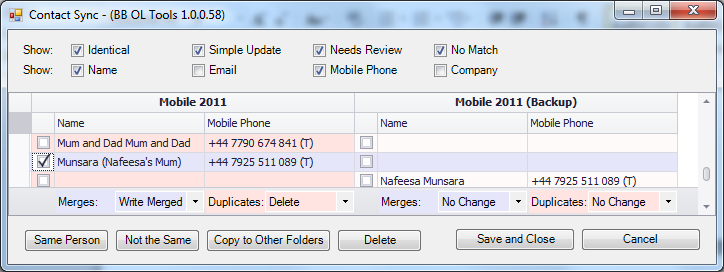 Contact Sync - (BB OL Tools 1.0.0.58)
Show: Identical Simple Update Needs Review No Match
Show: Name Email Mobile Phone Company
Mobile 2011 Mobile 2011 (Backup)
Name Mobile Phone Name Mobile Phone
Mum and Dad Mum and Dad +44 7790 674 841 (T)
Munsara (Nafeesa's Mum) +44 7925 511 089 (T)
Nafeesa Munsara +44 7925 511 089 (T)
Merges: Write Merged Duplicates: Delete Merges: No Change Duplicates: No Change
Same Person Not the Same Copy to Other Folders Delete Save and Close Cancel